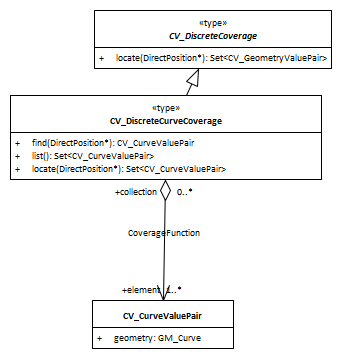 «type»
CV_DiscreteCoverage
+ locate(DirectPosition*): Set<CV_GeometryValuePair>
«type»
CV_DiscreteCurveCoverage
+ find(DirectPosition*): CV_CurveValuePair
+ list(): Set<CV_CurveValuePair>
+ locate(DirectPosition*): Set<CV_CurveValuePair>
+collection 0..*
CoverageFunction
+element 1..*
CV_CurveValuePair
+ geometry: GM_Curve